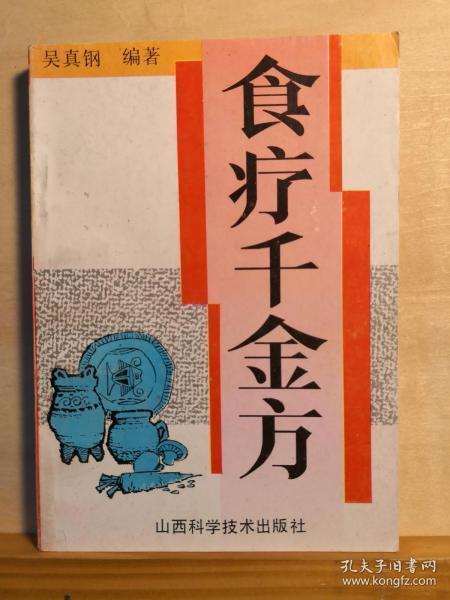 吴真钢 编著
食疗千金方
山西科学技术出版社
孔夫子旧书网
www.kongfz.com